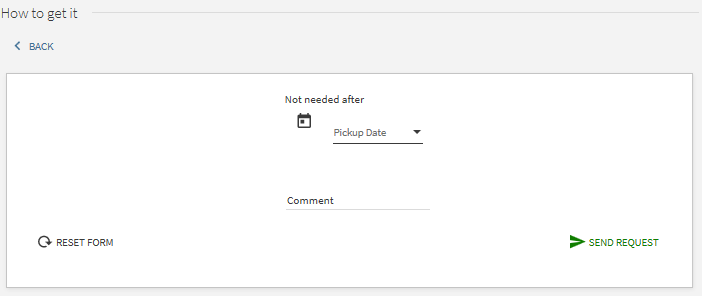 How to get it
BACK
Not needed after
Pickup Date
Comment
RESET FORM
SEND REQUEST